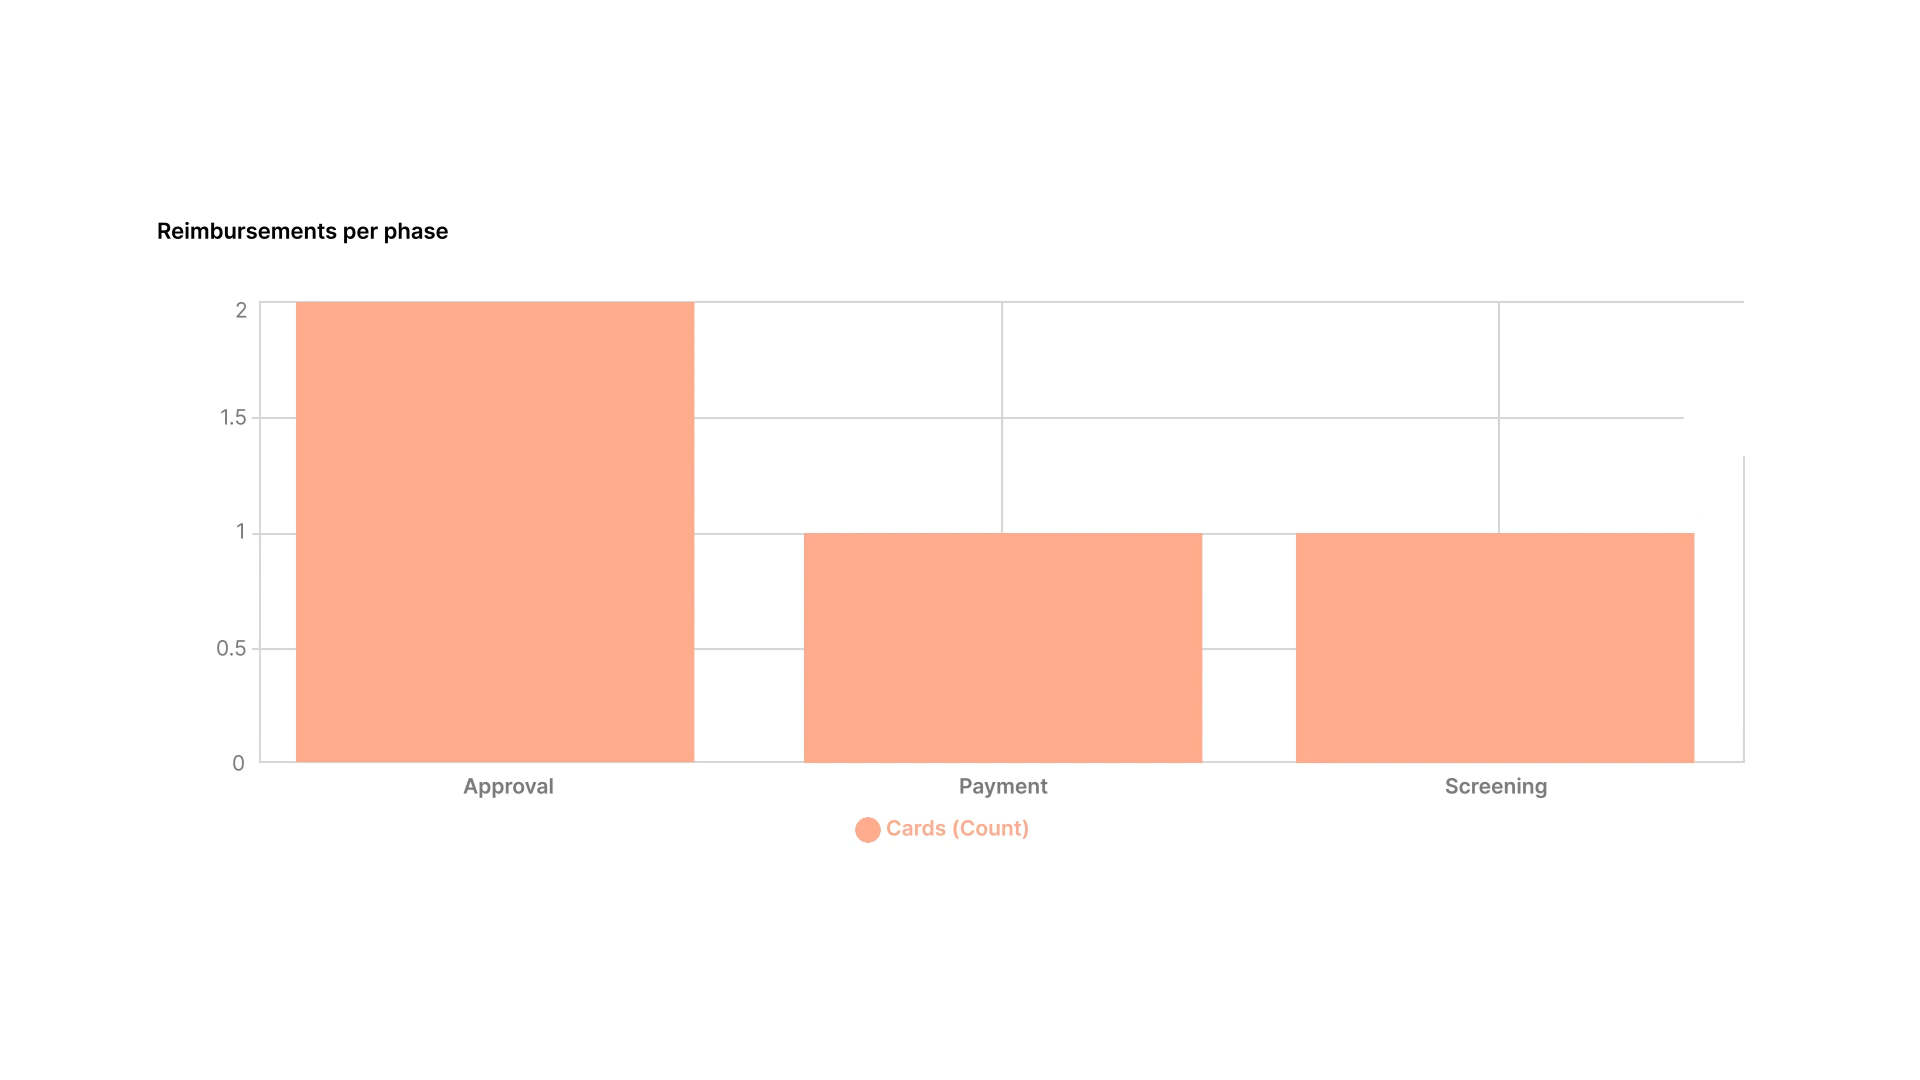 Reimbursements per phase
2
1.5
1
0.5
0
Approval Payment Screening
Cards (Count)